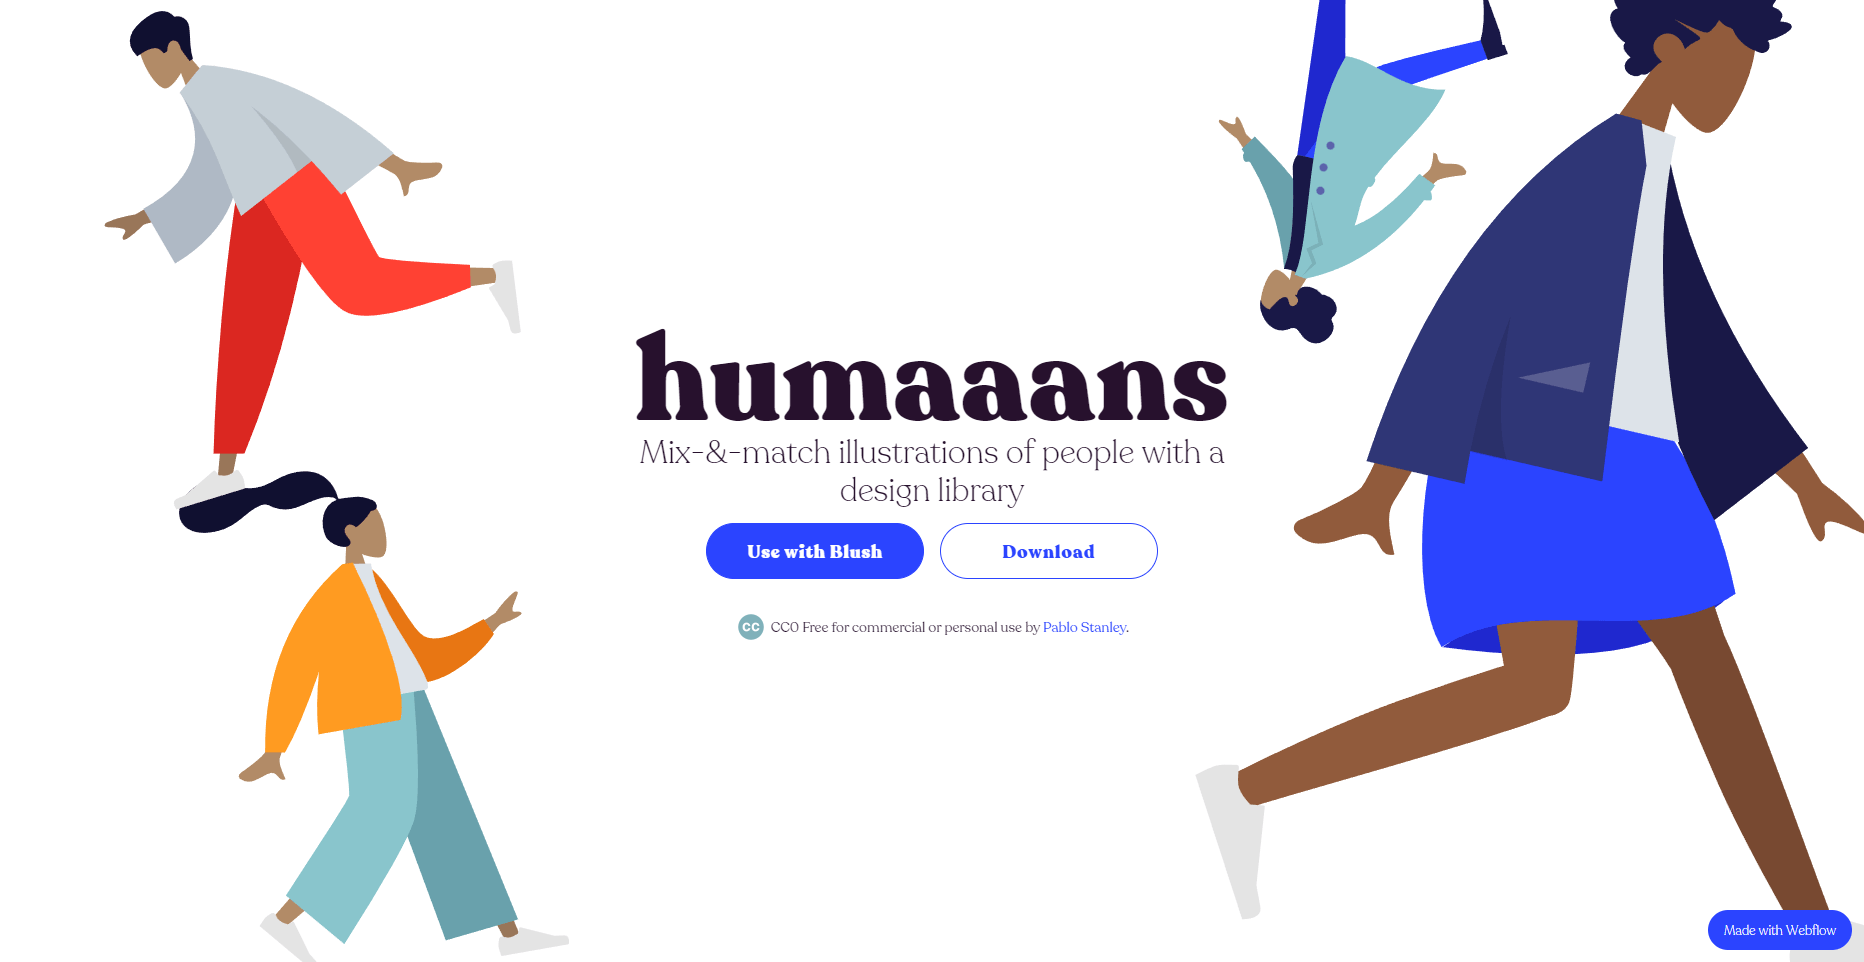 humaaans
Mix-&-match illustrations of people with a
design library
Use with Blush
Download
CC CC0 Free for commercial or personal use by Pablo Stanley.
Made with Webflow